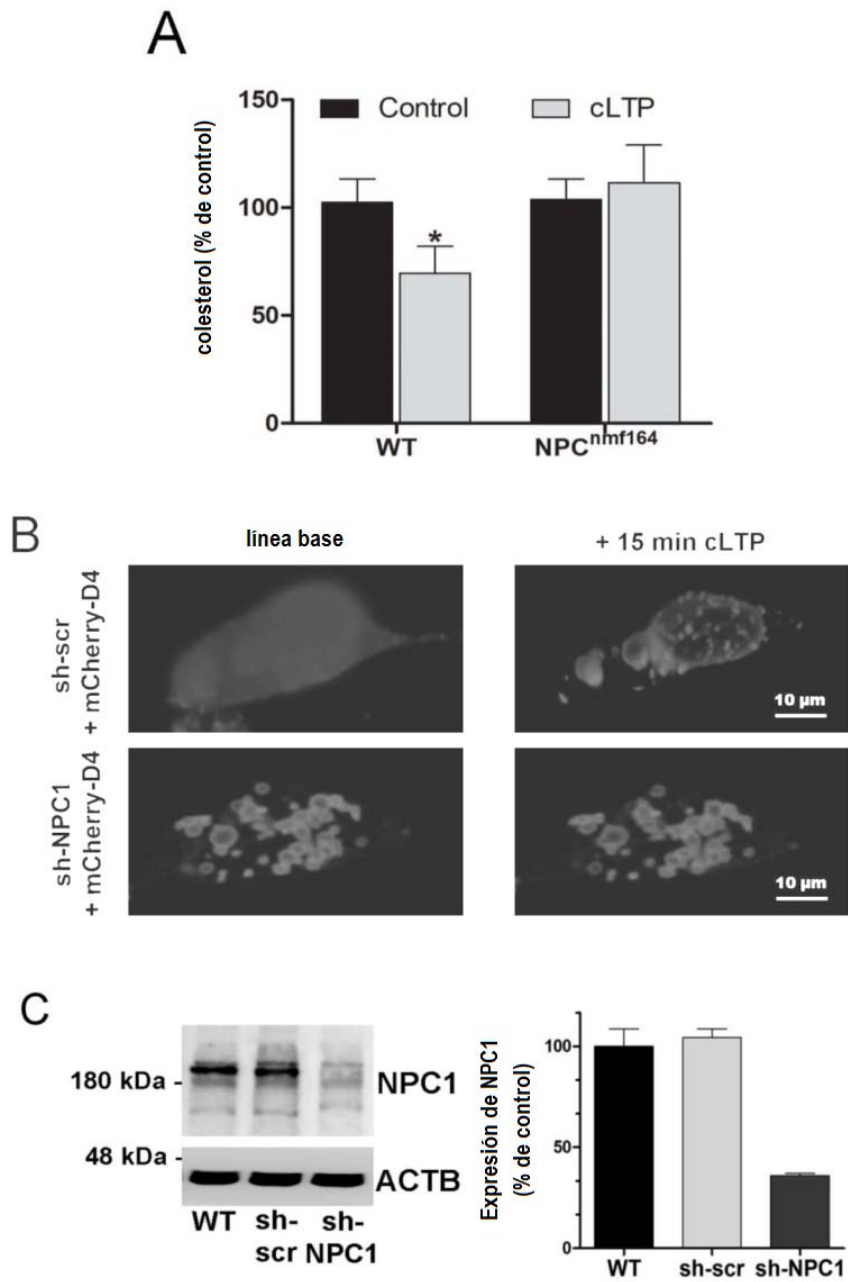 A
150
100
50
0
colesterol (% de control)
Control
cLTP
*
WT
NPCnmf164
B
línea base
+ 15 min cLTP
sh-scr
+ mCherry-D4
10 µm
sh-NPC1
+ mCherry-D4
10 µm
C
180 kDa -
NPC1
48 kDa -
ACTB
WT
sh-
scr
sh-
NPC1
Expresión de NPC1
(% de control)
100
50
0
WT
sh-scr
sh-NPC1